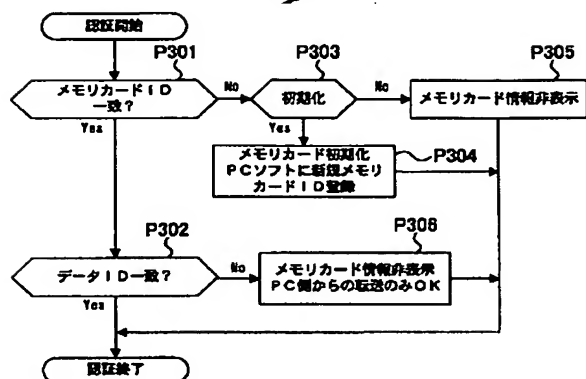 認証開始
P301
P303
P305
メモリカードID
一致?
No
初期化
No
メモリカード情報非表示
Yes
Yes
メモリカード初期化
PCソフトに新規メモリ
カードID登録
P304
P302
P306
データID一致?
No
メモリカード情報非表示
PC側からの転送のみOK
Yes
認証終了